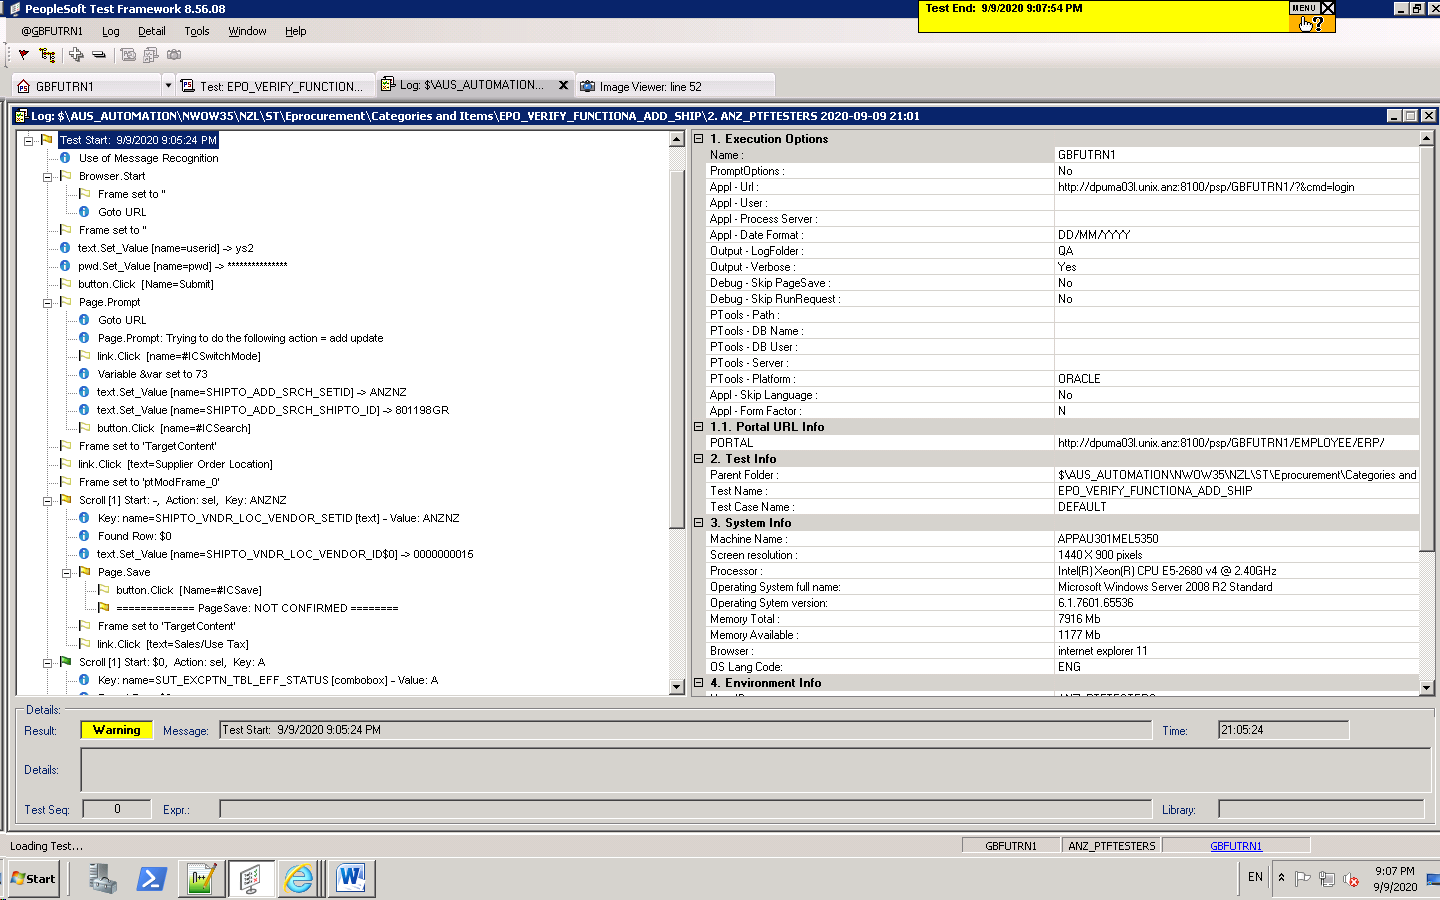 PeopleSoft Test Framework 8.56.08
Test End: 9/9/2020 9:07:54 PM
MENU
@GBFUTRN1 Log Detail Tools Window Help
GBFUTRN1
Test: EPO_VERIFY_FUNCTION...
Log: $\AUS_AUTOMATION...
Image Viewer: line 52
Log: $\AUS_AUTOMATION\NWOW35\NZL\ST\Eprocurement\Categories and Items\EPO_VERIFY_FUNCTIONA_ADD_SHIP\2. ANZ_PTFTESTERS 2020-09-09 21:01
Test Start: 9/9/2020 9:05:24 PM
Use of Message Recognition
Browser.Start
Frame set to ''
Goto URL
Frame set to ''
text.Set_Value [name=userid] -> ys2
pwd.Set_Value [name=pwd] -> ***************
button.Click [Name=Submit]
Page.Prompt
Goto URL
Page.Prompt: Trying to do the following action = add update
link.Click [name=#ICSwitchMode]
Variable &var set to 73
text.Set_Value [name=SHIPTO_ADD_SRCH_SETID] -> ANZNZ
text.Set_Value [name=SHIPTO_ADD_SRCH_SHIPTO_ID] -> 801198GR
button.Click [name=#ICSearch]
Frame set to 'TargetContent'
link.Click [text=Supplier Order Location]
Frame set to 'ptModFrame_0'
Scroll [1] Start: -, Action: sel, Key: ANZNZ
Key: name=SHIPTO_VNDR_LOC_VENDOR_SETID [text] - Value: ANZNZ
Found Row: $0
text.Set_Value [name=SHIPTO_VNDR_LOC_VENDOR_ID$0] -> 0000000015
Page.Save
button.Click [Name=#ICSave]
============= PageSave: NOT CONFIRMED ========
Frame set to 'TargetContent'
link.Click [text=Sales/Use Tax]
Scroll [1] Start: $0, Action: sel, Key: A
Key: name=SUT_EXCPTN_TBL_EFF_STATUS [combobox] - Value: A
1. Execution Options
Name : GBFUTRN1
PromptOptions : No
Appl - Url : http://dpuma03l.unix.anz:8100/psp/GBFUTRN1/?&cmd=login
Appl - User :
Appl - Process Server :
Appl - Date Format : DD/MM/YYYY
Output - LogFolder : QA
Output - Verbose : Yes
Debug - Skip PageSave : No
Debug - Skip RunRequest : No
PTools - Path :
PTools - DB Name :
PTools - DB User :
PTools - Server :
PTools - Platform : ORACLE
Appl - Skip Language : No
Appl - Form Factor : N
1.1. Portal URL Info
PORTAL http://dpuma03l.unix.anz:8100/psp/GBFUTRN1/EMPLOYEE/ERP/
2. Test Info
Parent Folder : $\AUS_AUTOMATION\NWOW35\NZL\ST\Eprocurement\Categories and
Test Name : EPO_VERIFY_FUNCTIONA_ADD_SHIP
Test Case Name : DEFAULT
3. System Info
Machine Name : APPAU301MEL5350
Screen resolution : 1440 X 900 pixels
Processor : Intel(R) Xeon(R) CPU E5-2680 v4 @ 2.40GHz
Operating System full name: Microsoft Windows Server 2008 R2 Standard
Operating Sytem version: 6.1.7601.65536
Memory Total : 7916 Mb
Memory Available : 1177 Mb
Browser : internet explorer 11
OS Lang Code: ENG
4. Environment Info
Details:
Result: Warning Message: Test Start: 9/9/2020 9:05:24 PM Time: 21:05:24
Details:
Test Seq: 0 Expr.: Library:
Loading Test... GBFUTRN1 ANZ_PTFTESTERS GBFUTRN1
Start EN 9:07 PM
9/9/2020